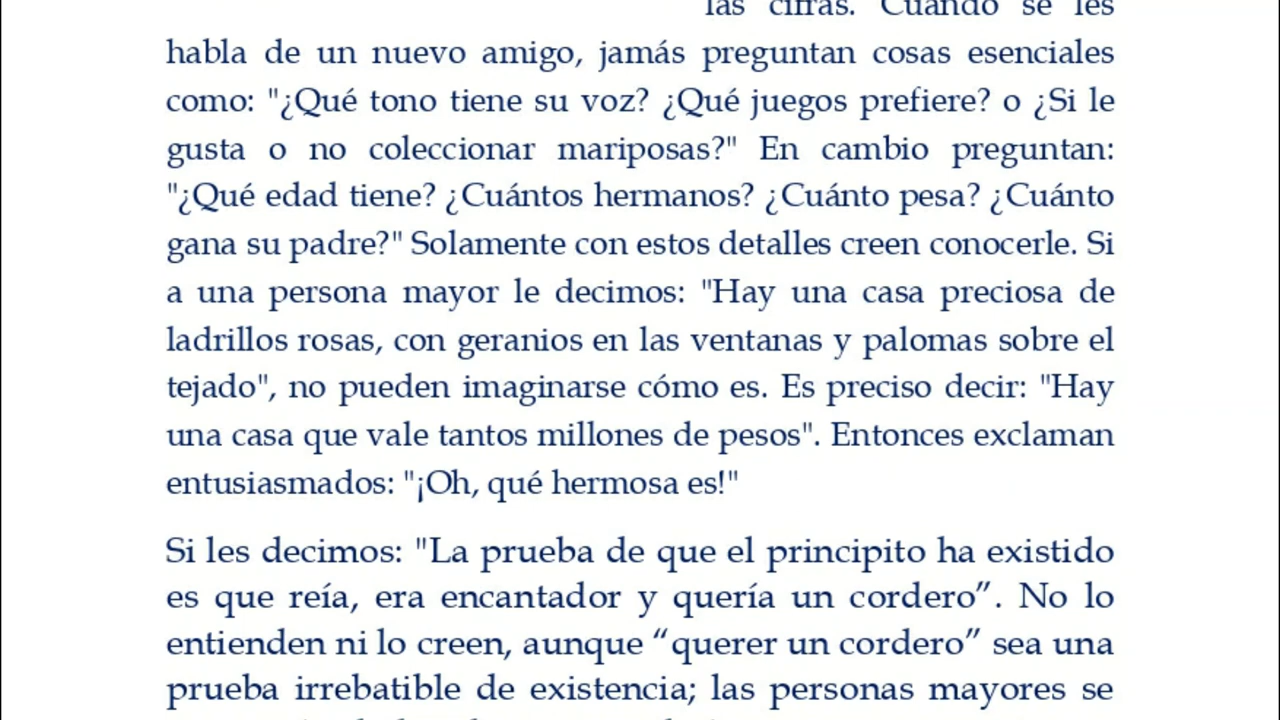 las cifras. Cuando se les
habla de un nuevo amigo, jamás preguntan cosas esenciales
como: "¿Qué tono tiene su voz? ¿Qué juegos prefiere? o ¿Si le
gusta o no coleccionar mariposas?" En cambio preguntan:
"¿Qué edad tiene? ¿Cuántos hermanos? ¿Cuánto pesa? ¿Cuánto
gana su padre?" Solamente con estos detalles creen conocerle. Si
a una persona mayor le decimos: "Hay una casa preciosa de
ladrillos rosas, con geranios en las ventanas y palomas sobre el
tejado", no pueden imaginarse cómo es. Es preciso decir: "Hay
una casa que vale tantos millones de pesos". Entonces exclaman
entusiasmados: "¡Oh, qué hermosa es!"
Si les decimos: "La prueba de que el principito ha existido
es que reía, era encantador y quería un cordero”. No lo
entienden ni lo creen, aunque “querer un cordero” sea una
prueba irrebatible de existencia; las personas mayores se